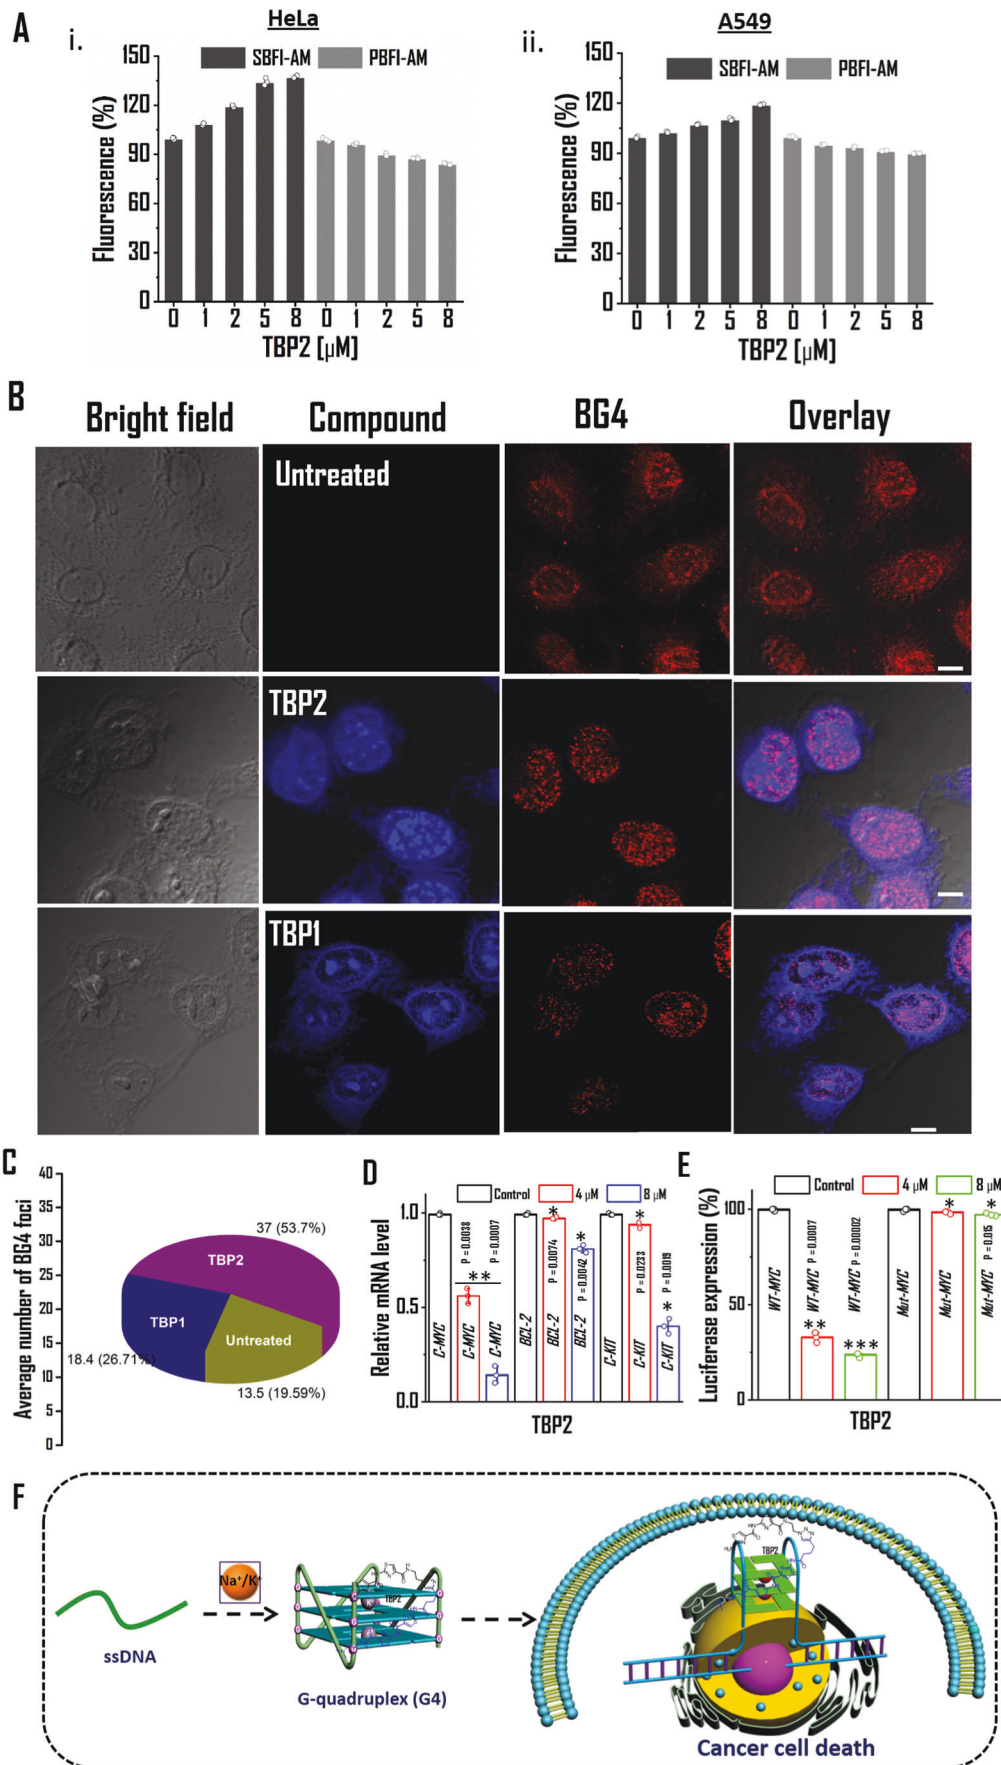 A
HeLa
i.
SBFI-AM PBFI-AM
Fluorescence (%)
150
120
90
60
30
0
0 1 2 5 8 0 1 2 5 8
TBP2 [μM]
A549
ii.
SBFI-AM PBFI-AM
Fluorescence (%)
150
120
90
60
30
0
0 1 2 5 8 0 1 2 5 8
TBP2 [μM]
B
Bright field Compound BG4 Overlay
Untreated
TBP2
TBP1
C
Average number of BG4 foci
40
35
30
25
20
15
10
5
0
37 (53.7%)
TBP2
TBP1
Untreated
18.4 (26.71%)
13.5 (19.59%)
D
Control 4 μM 8 μM
Relative mRNA level
1.0
0.5
0.0
C-MYC
C-MYC
C-MYC
BCL-2
BCL-2
BCL-2
C-KIT
C-KIT
C-KIT
P = 0.0038
P = 0.0007
**
*
P = 0.0074
*
P = 0.0042
*
P = 0.0233
*
P = 0.0019
TBP2
E
Control 4 μM 8 μM
Luciferase expression (%)
100
50
0
WT-MYC
WT-MYC
P = 0.0007
WT-MYC
P = 0.00002
Mut-MYC
Mut-MYC
Mut-MYC
P = 0.015
**
***
*
*
TBP2
F
ssDNA
Na⁺/K⁺
TBP2
G-quadruplex (G4)
TBP2
Cancer cell death